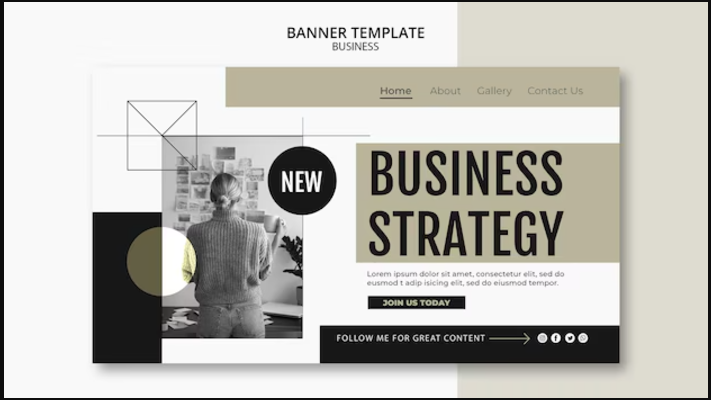 BANNER TEMPLATE
BUSINESS
Home About Gallery Contact Us
NEW
BUSINESS
STRATEGY
Lorem ipsum dolor sit amet, consectetur elit, sed do
eusmod t adip isicing elit, sed do eiusmod tempor.
JOIN US TODAY
FOLLOW ME FOR GREAT CONTENT